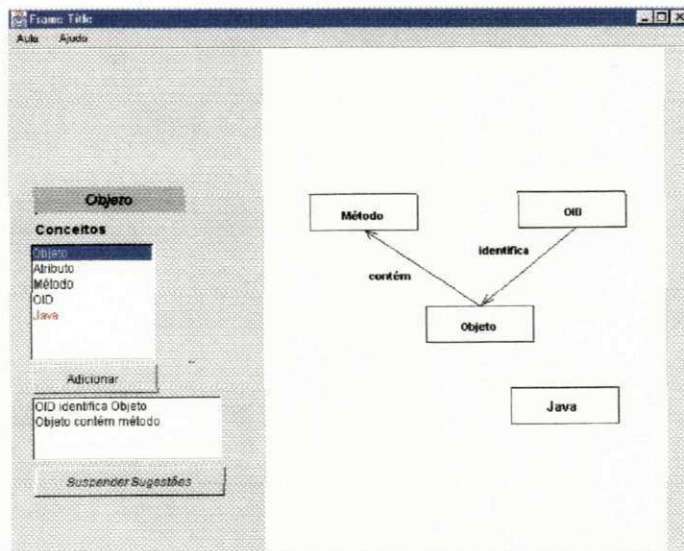 Frame Title
Aula Ajuda
Objeto
Conceitos
Objeto
Atributo
Método
OID
Java
Adicionar
OID identifica Objeto
Objeto contém método
Suspender Sugestões
Método
OID
identifica
contém
Objeto
Java